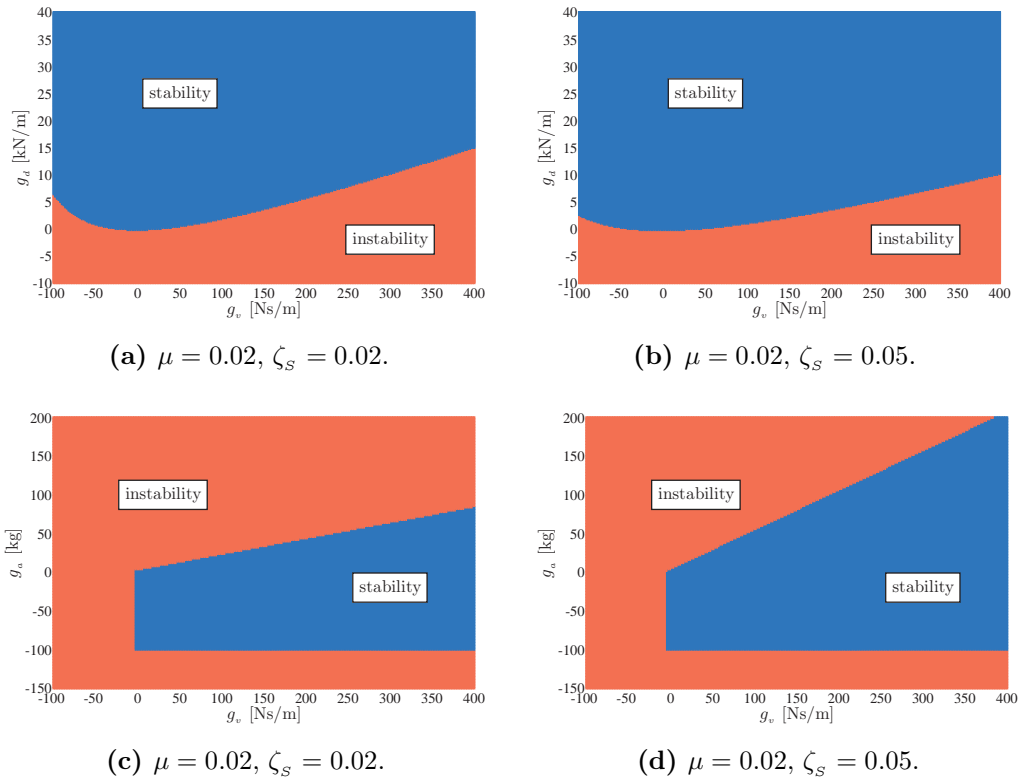 40
35
30
25
20
15
10
5
0
-5
-10
g_d [kN/m]
stability
instability
-100 -50 0 50 100 150 200 250 300 350 400
g_v [Ns/m]
(a) μ = 0.02, ζ_S = 0.02.
40
35
30
25
20
15
10
5
0
-5
-10
g_d [kN/m]
stability
instability
-100 -50 0 50 100 150 200 250 300 350 400
g_v [Ns/m]
(b) μ = 0.02, ζ_S = 0.05.
200
150
100
50
0
-50
-100
-150
g_a [kg]
instability
stability
-100 -50 0 50 100 150 200 250 300 350 400
g_v [Ns/m]
(c) μ = 0.02, ζ_S = 0.02.
200
150
100
50
0
-50
-100
-150
g_a [kg]
instability
stability
-100 -50 0 50 100 150 200 250 300 350 400
g_v [Ns/m]
(d) μ = 0.02, ζ_S = 0.05.